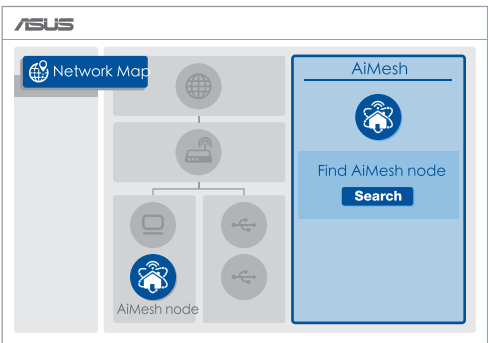 ASUS
Network Map
AiMesh
Find AiMesh node
Search
AiMesh node